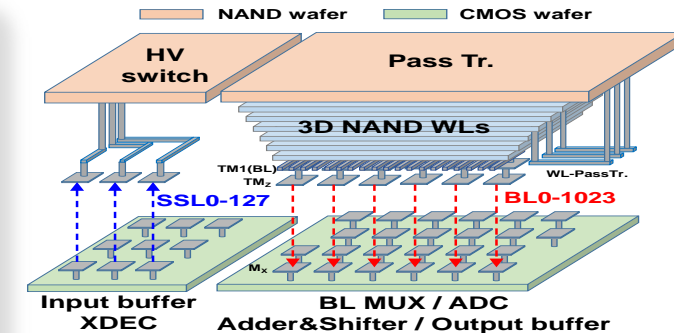 NAND wafer
CMOS wafer
HV
switch
Pass Tr.
3D NAND WLs
TM1(BL)
TMZ
WL-PassTr.
SSL0-127
BL0-1023
MX
Input buffer
XDEC
BL MUX / ADC
Adder&Shifter / Output buffer